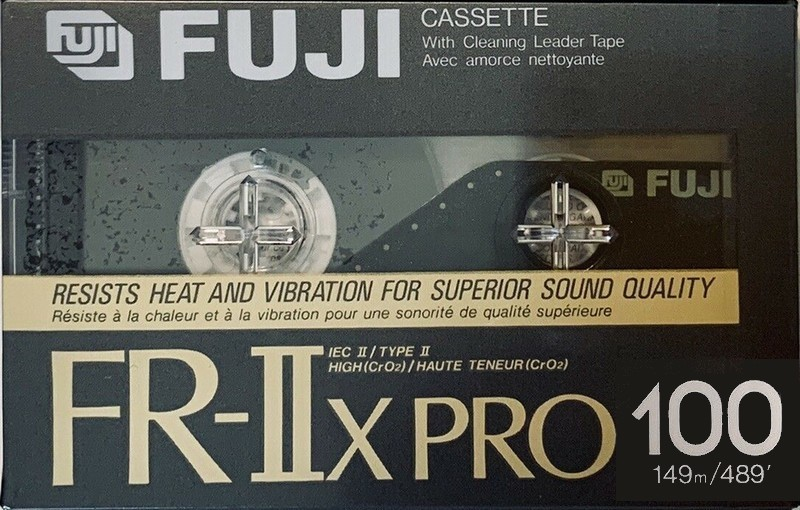 FUJI FUJI CASSETTE
With Cleaning Leader Tape
Avec amorce nettoyante
FUJI FUJI
RESISTS HEAT AND VIBRATION FOR SUPERIOR SOUND QUALITY
Résiste à la chaleur et à la vibration pour une sonorité de qualité supérieure
IEC II/TYPE II
HIGH(CrO2)/HAUTE TENEUR(CrO2)
FR-IIX PRO 100
149m/489'